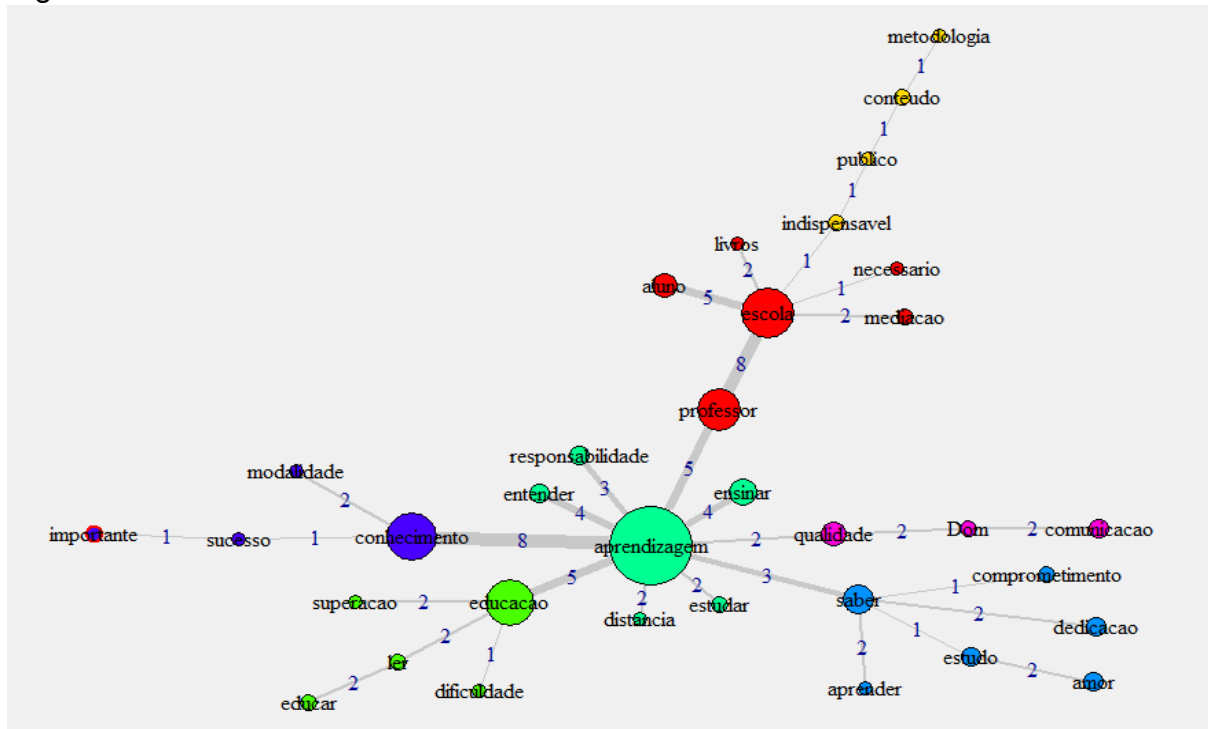 metodologia
1
conteudo
1
publico
1
indispensavel
livros
2
1
necessario
1
aluno
5
escola
2
mediacao
8
professor
responsabilidade
5
modalidade
3
entender
ensinar
2
4
4
importante
1
sucesso
1
conhecimento
8
aprendizagem
2
qualidade
2
Dom
2
comunicacao
5
3
comprometimento
superacao
2
educacao
2
2
estudar
saber
1
distancia
2
dedicacao
2
1
1
estudo
ler
2
2
2
aprender
amor
educar
dificuldade